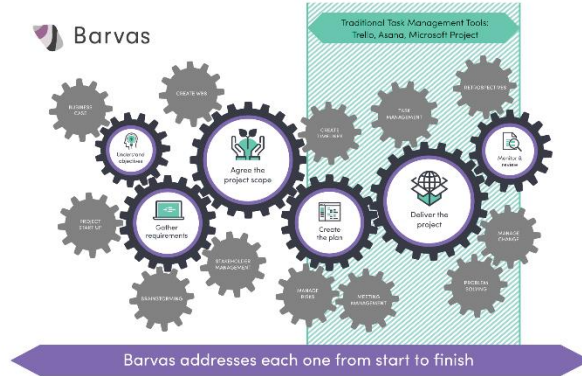 Barvas
Traditional Task Management Tools:
Trello, Asana, Microsoft Project
BUSINESS
CASE
CREATE WBS
RETROSPECTIVES
TASK
MANAGEMENT
CREATE
TIMELINES
Understand
objectives
Agree the
project scope
Monitor &
review
PROJECT
START UP
Gather
requirements
Create
the plan
Deliver the
project
STAKEHOLDER
MANAGEMENT
MANAGE
CHANGE
BRAINSTORMING
MANAGE
RISKS
MEETING
MANAGEMENT
PROBLEM
SOLVING
Barvas addresses each one from start to finish